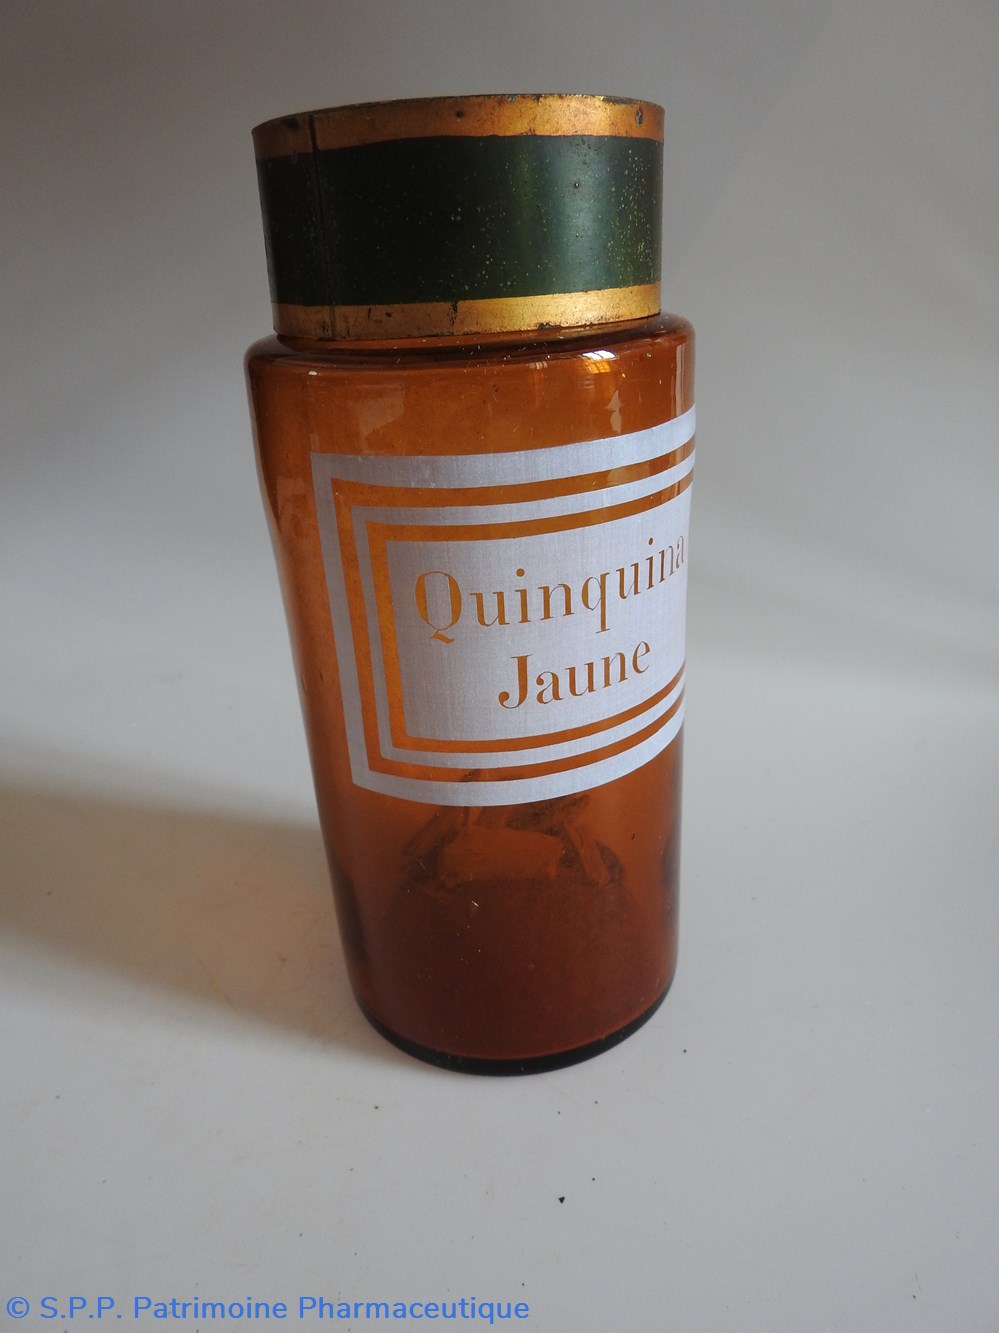 Quinquina
Jaune
© S.P.P. Patrimoine Pharmaceutique